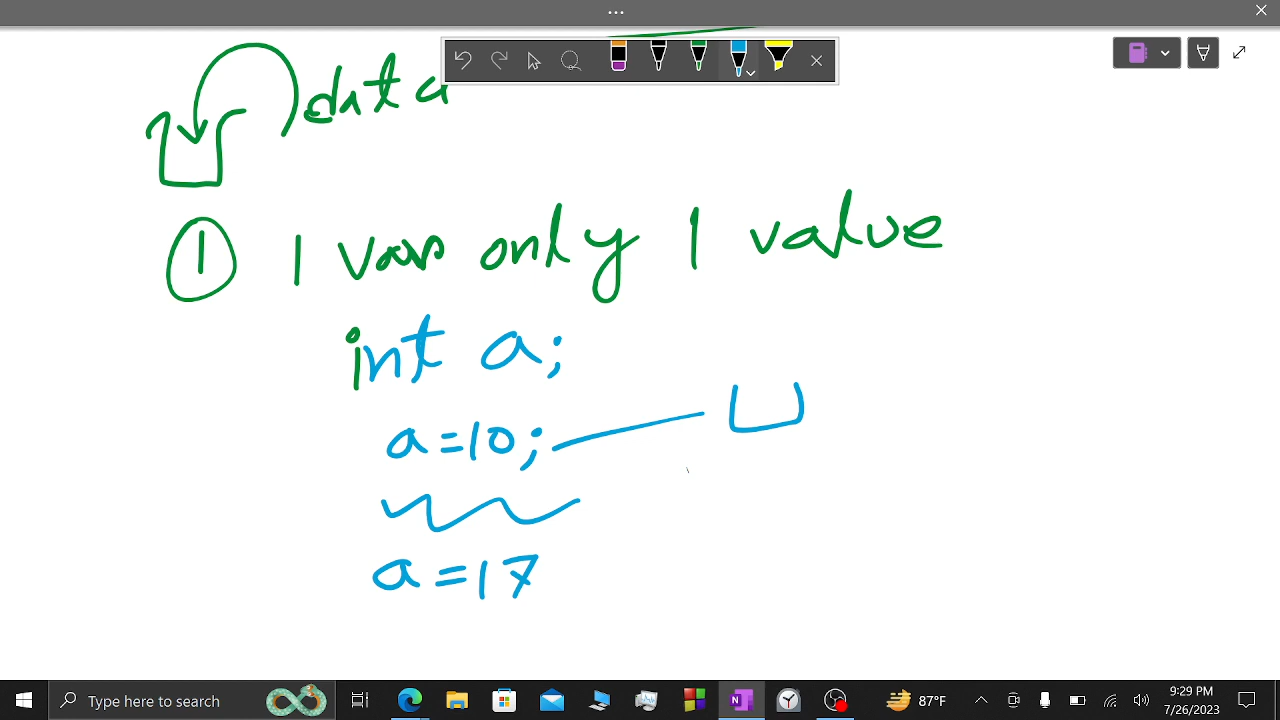 ...
data
① 1 var only 1 value
int a;
a=10;
a=17
Type here to search
87°F
9:29 PM
7/26/2023